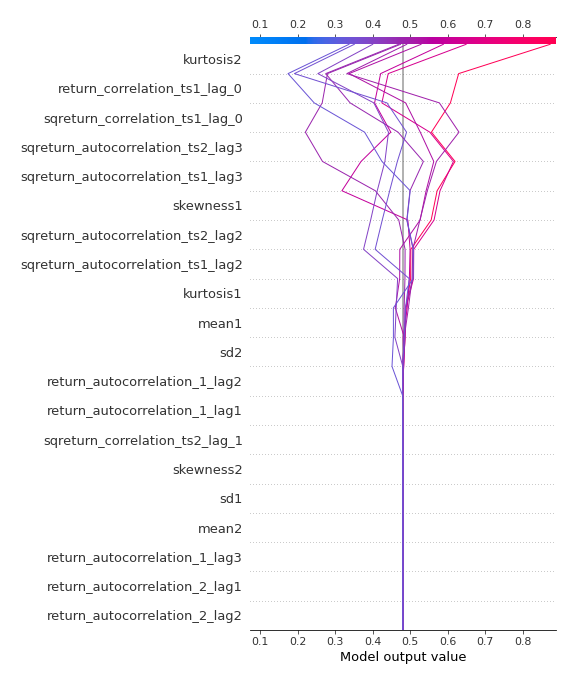 0.1 0.2 0.3 0.4 0.5 0.6 0.7 0.8
kurtosis2
return_correlation_ts1_lag_0
sqreturn_correlation_ts1_lag_0
sqreturn_autocorrelation_ts2_lag3
sqreturn_autocorrelation_ts1_lag3
skewness1
sqreturn_autocorrelation_ts2_lag2
sqreturn_autocorrelation_ts1_lag2
kurtosis1
mean1
sd2
return_autocorrelation_1_lag2
return_autocorrelation_1_lag1
sqreturn_correlation_ts2_lag_1
skewness2
sd1
mean2
return_autocorrelation_1_lag3
return_autocorrelation_2_lag1
return_autocorrelation_2_lag2
0.1 0.2 0.3 0.4 0.5 0.6 0.7 0.8
Model output value